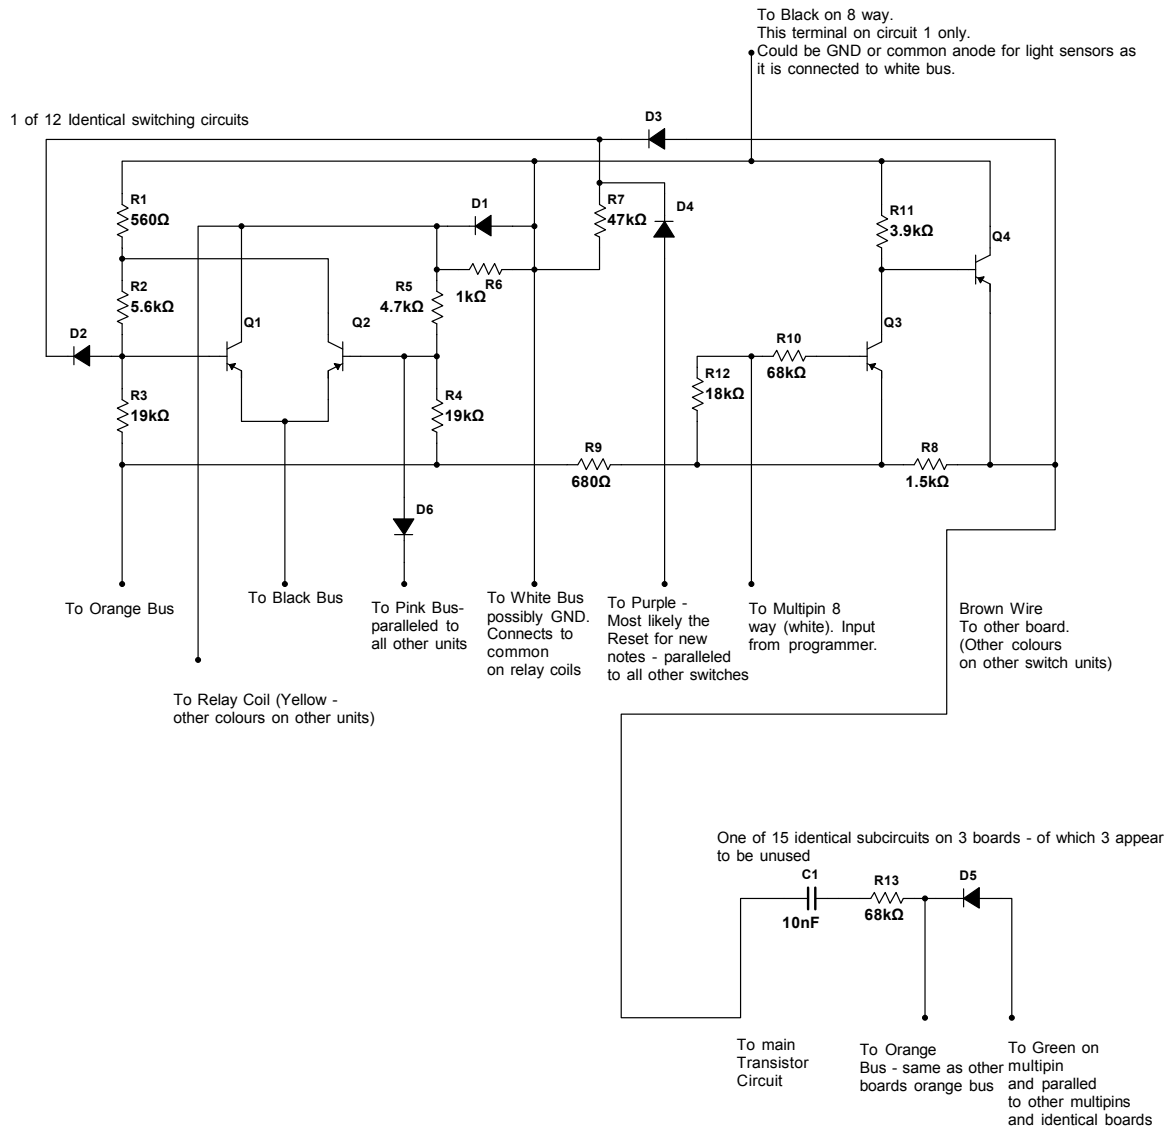 To Black on 8 way.
This terminal on circuit 1 only.
Could be GND or common anode for light sensors as
it is connected to white bus.
1 of 12 Identical switching circuits
D3
R1
560Ω
D1
R7
47kΩ
D4
R11
3.9kΩ
Q4
R2
5.6kΩ
R5
4.7kΩ
R6
1kΩ
D2
Q1
Q2
R10
68kΩ
Q3
R3
19kΩ
R4
19kΩ
R12
18kΩ
R9
680Ω
R8
1.5kΩ
D6
To Orange Bus
To Black Bus
To Pink Bus-
paralleled to
all other units
To White Bus
possibly GND.
Connects to
common
on relay coils
To Purple -
Most likely the
Reset for new
notes - paralleled
to all other switches
To Multipin 8
way (white). Input
from programmer.
Brown Wire
To other board.
(Other colours
on other switch units)
To Relay Coil (Yellow -
other colours on other units)
One of 15 identical subcircuits on 3 boards - of which 3 appear
to be unused
C1
10nF
R13
68kΩ
D5
To main
Transistor
Circuit
To Orange
Bus - same as other
boards orange bus
To Green on
multipin
and paralled
to other multipins
and identical boards